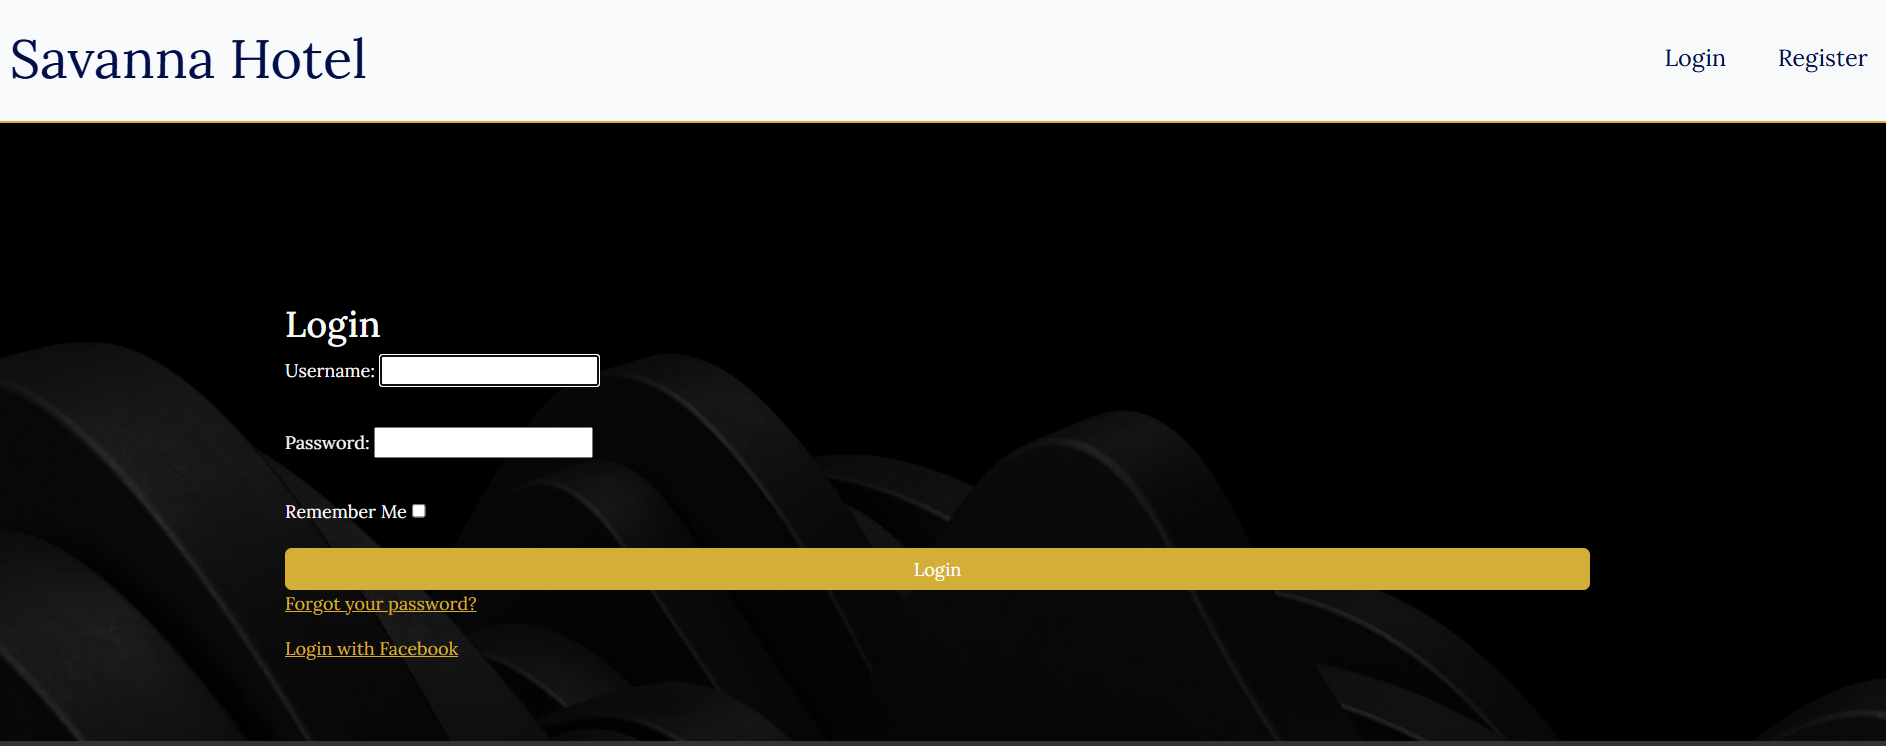 Savanna Hotel
Login Register
Login
Username:
Password:
Remember Me
Login
Forgot your password?
Login with Facebook